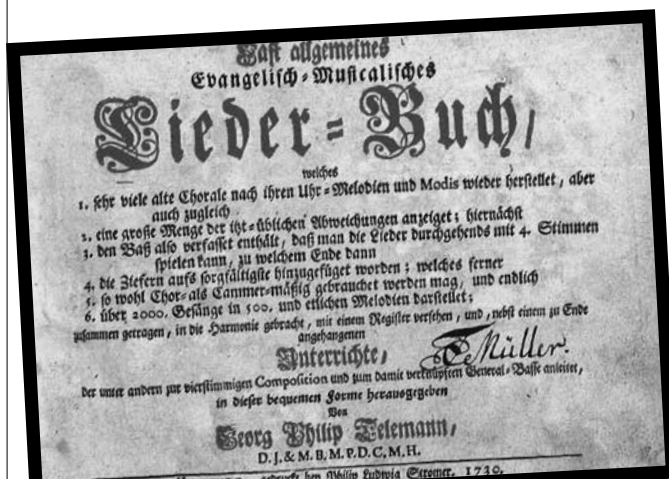 Fast allgemeines
Evangelisch-Musicalisches
Lieder-Buch,
welches
1. sehr viele alte Chorale nach ihren Uhr-Melodien und Modis wieder herstellet, aber
auch zugleich
2. eine große Menge der itzt-üblichen Abweichungen anzeiget; hiernächst
3. den Baß also verfasset enthält, daß man die Lieder durchgehends mit 4. Stimmen
spielen kann, zu welchem Ende dann
4. die Ziefern aufs sorgfältigste hinzugefüget worden; welches ferner
5. so wohl Chor- als Cammer-mäßig gebrauchet werden mag, und endlich
6. über 2000. Gesänge in 500. und etlichen Melodien darstellet;
zusammen getragen, in die Harmonie gebracht, mit einem Register versehen, und, nebst einem zu Ende
angehangenen
Unterrichte,
Müller.
der unter andern zur vierstimmigen Composition und zum damit verknüpften General-Basse anleitet,
in dieser bequemen Forme herausgegeben
Von
Georg Philip Telemann,
D. J. & M. B. M. P. D. C. M. H.
gedruckt bey Philip Ludwig Stromer. 1730.